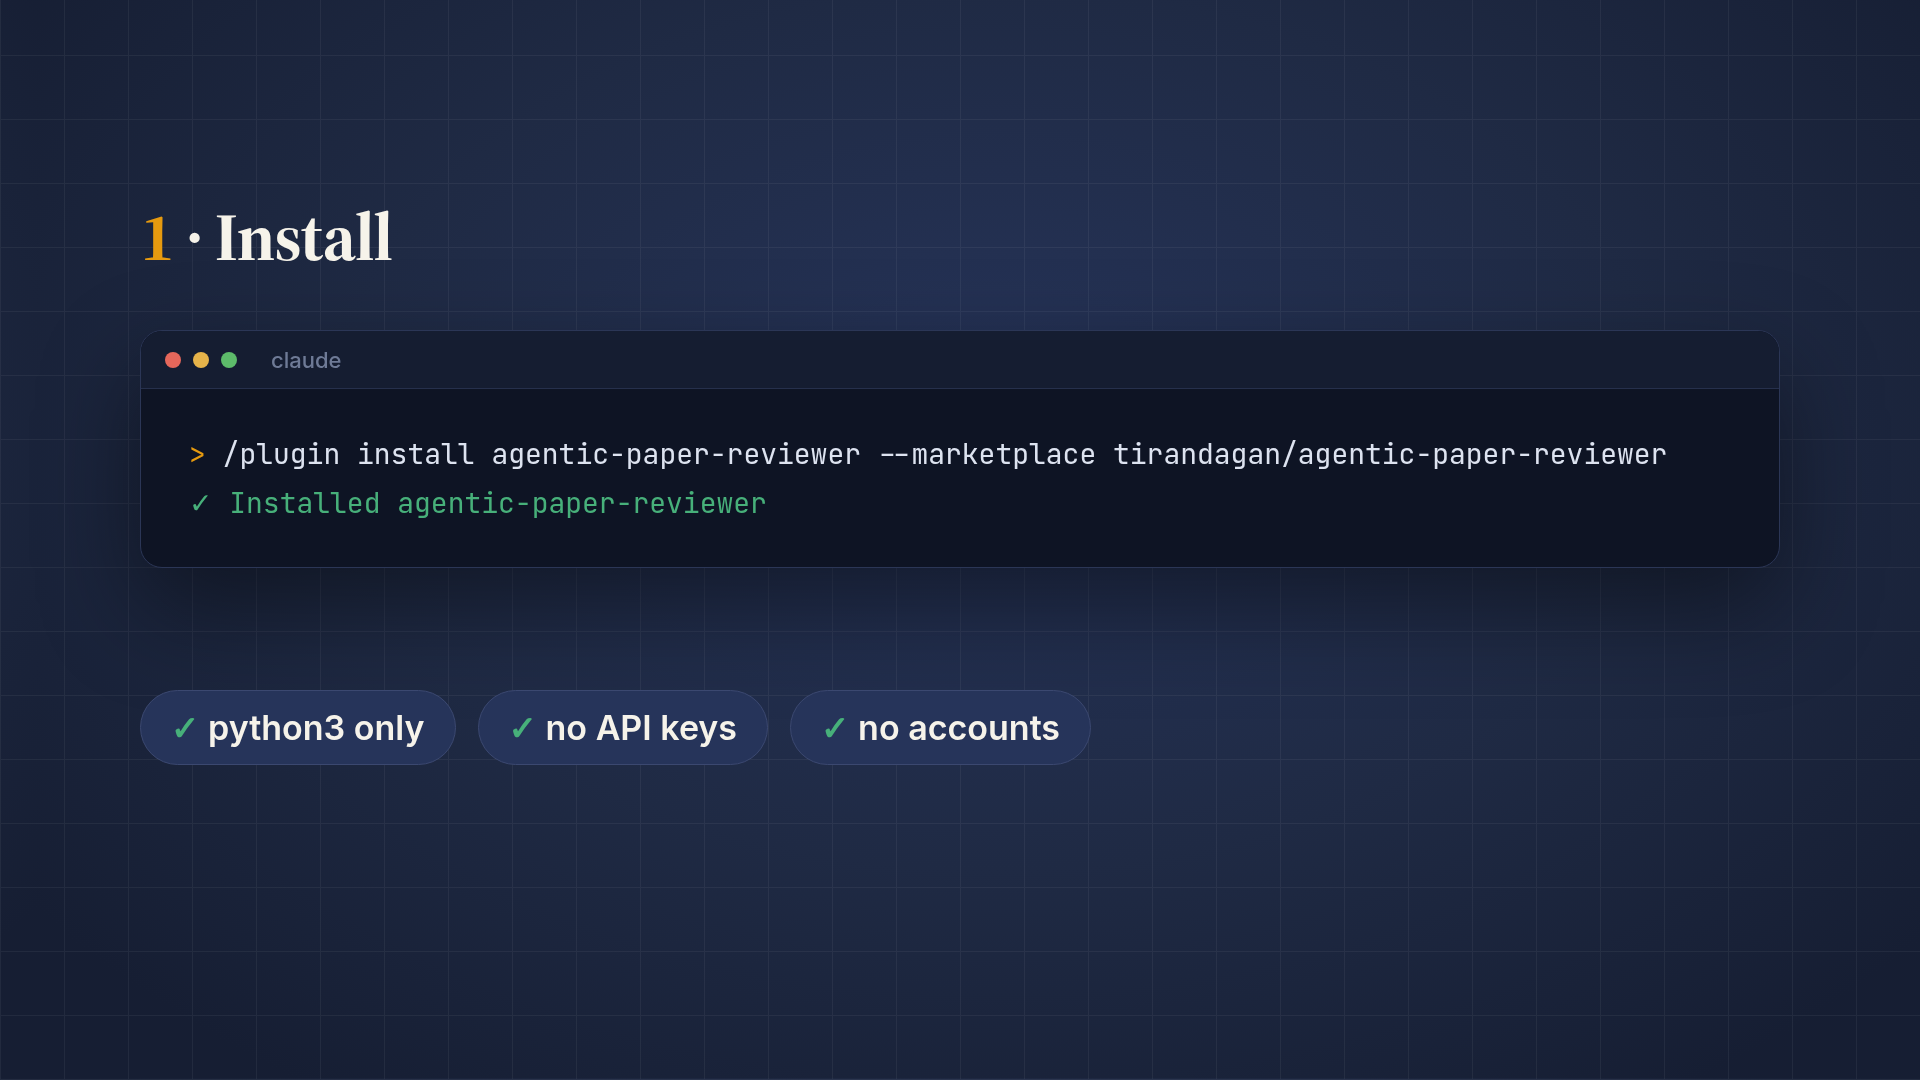 1 · Install
claude
> /plugin install agentic-paper-reviewer --marketplace tirandagan/agentic-paper-reviewer
✓ Installed agentic-paper-reviewer
✓ python3 only
✓ no API keys
✓ no accounts